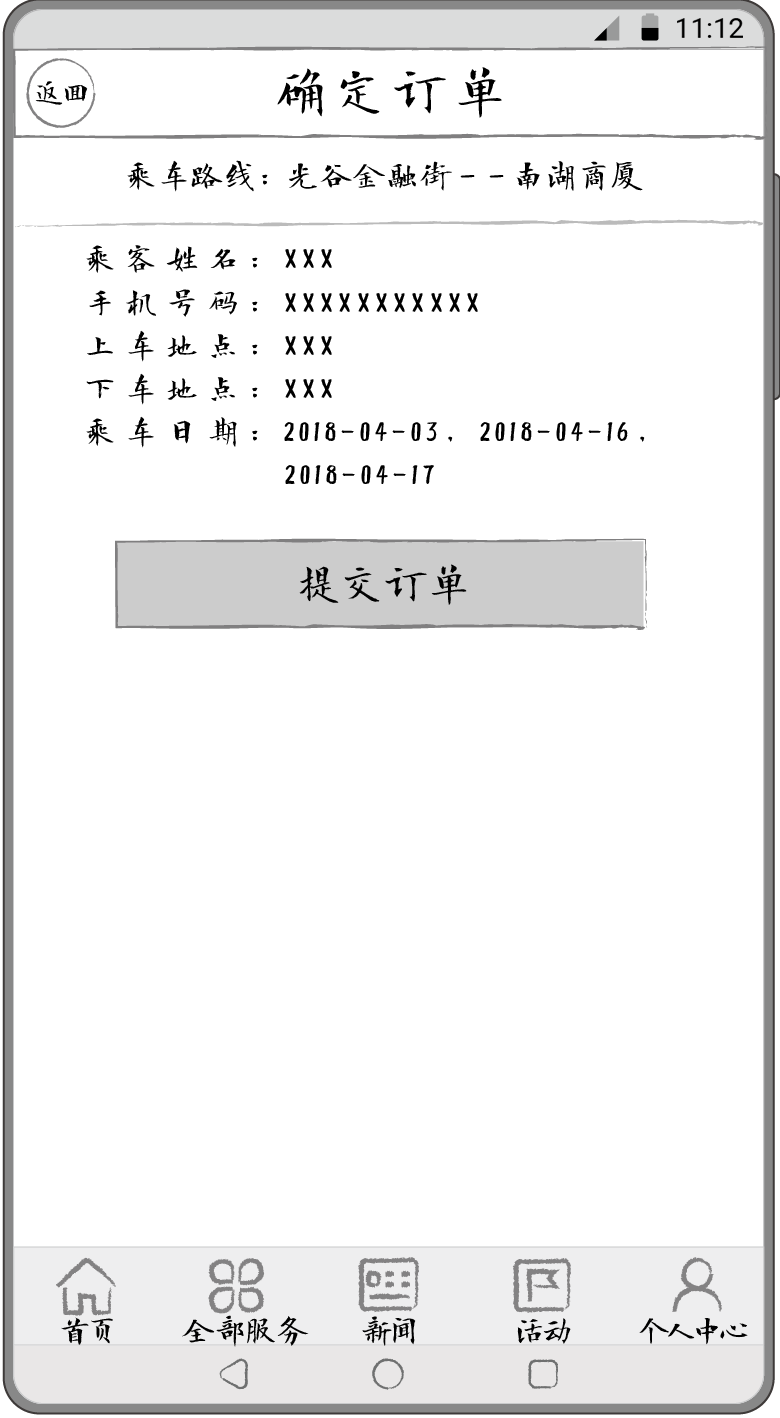 11:12
返回
确定订单
乘车路线：光谷金融街--南湖商厦
乘客姓名：XXX
手机号码：XXXXXXXXXXX
上车地点：XXX
下车地点：XXX
乘车日期：2018-04-03, 2018-04-16,
2018-04-17
提交订单
首页 全部服务 新闻 活动 个人中心